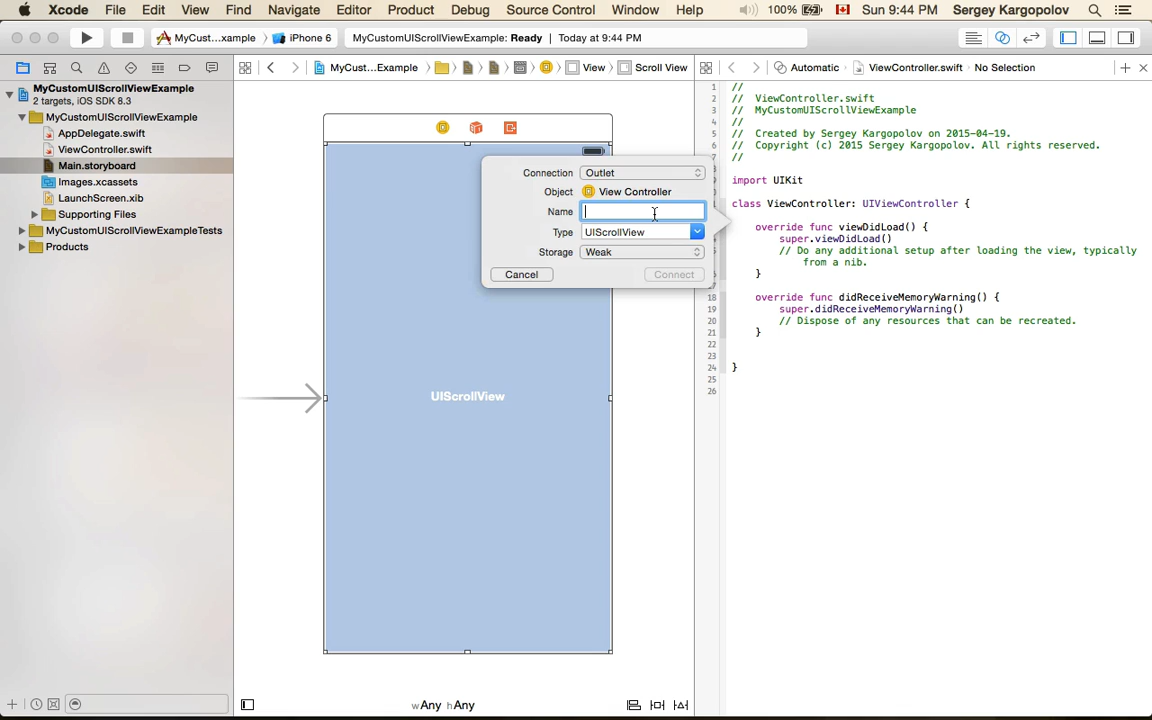 Xcode File Edit View Find Navigate Editor Product Debug Source Control Window Help 100% Sun 9:44 PM Sergey Kargopolov
MyCust...xample iPhone 6 MyCustomUIScrollViewExample: Ready | Today at 9:44 PM
MyCust...Example View Scroll View Automatic ViewController.swift No Selection
MyCustomUIScrollViewExample
2 targets, iOS SDK 8.3
MyCustomUIScrollViewExample
AppDelegate.swift
ViewController.swift
Main.storyboard
Images.xcassets
LaunchScreen.xib
Supporting Files
MyCustomUIScrollViewExampleTests
Products
UIScrollView
wAny hAny
Connection Outlet
Object View Controller
Name
Type UIScrollView
Storage Weak
Cancel Connect
1 //
2 // ViewController.swift
3 // MyCustomUIScrollViewExample
4 //
5 // Created by Sergey Kargopolov on 2015-04-19.
6 // Copyright (c) 2015 Sergey Kargopolov. All rights reserved.
7 //
import UIKit
class ViewController: UIViewController {
override func viewDidLoad() {
super.viewDidLoad()
// Do any additional setup after loading the view, typically
from a nib.
}
18 override func didReceiveMemoryWarning() {
19 super.didReceiveMemoryWarning()
20 // Dispose of any resources that can be recreated.
21 }
22
23
24 }
25
26